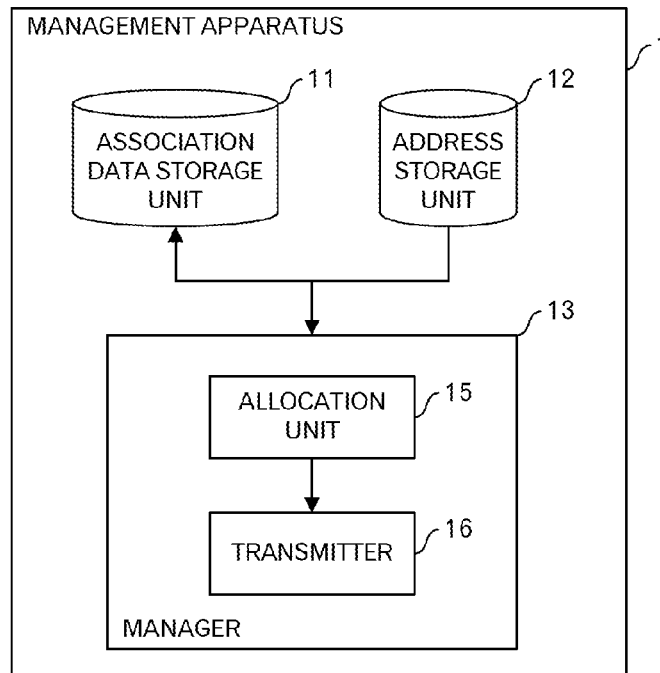 MANAGEMENT APPARATUS
11
12
ASSOCIATION
DATA STORAGE
UNIT
ADDRESS
STORAGE
UNIT
13
ALLOCATION
UNIT
15
TRANSMITTER
16
MANAGER